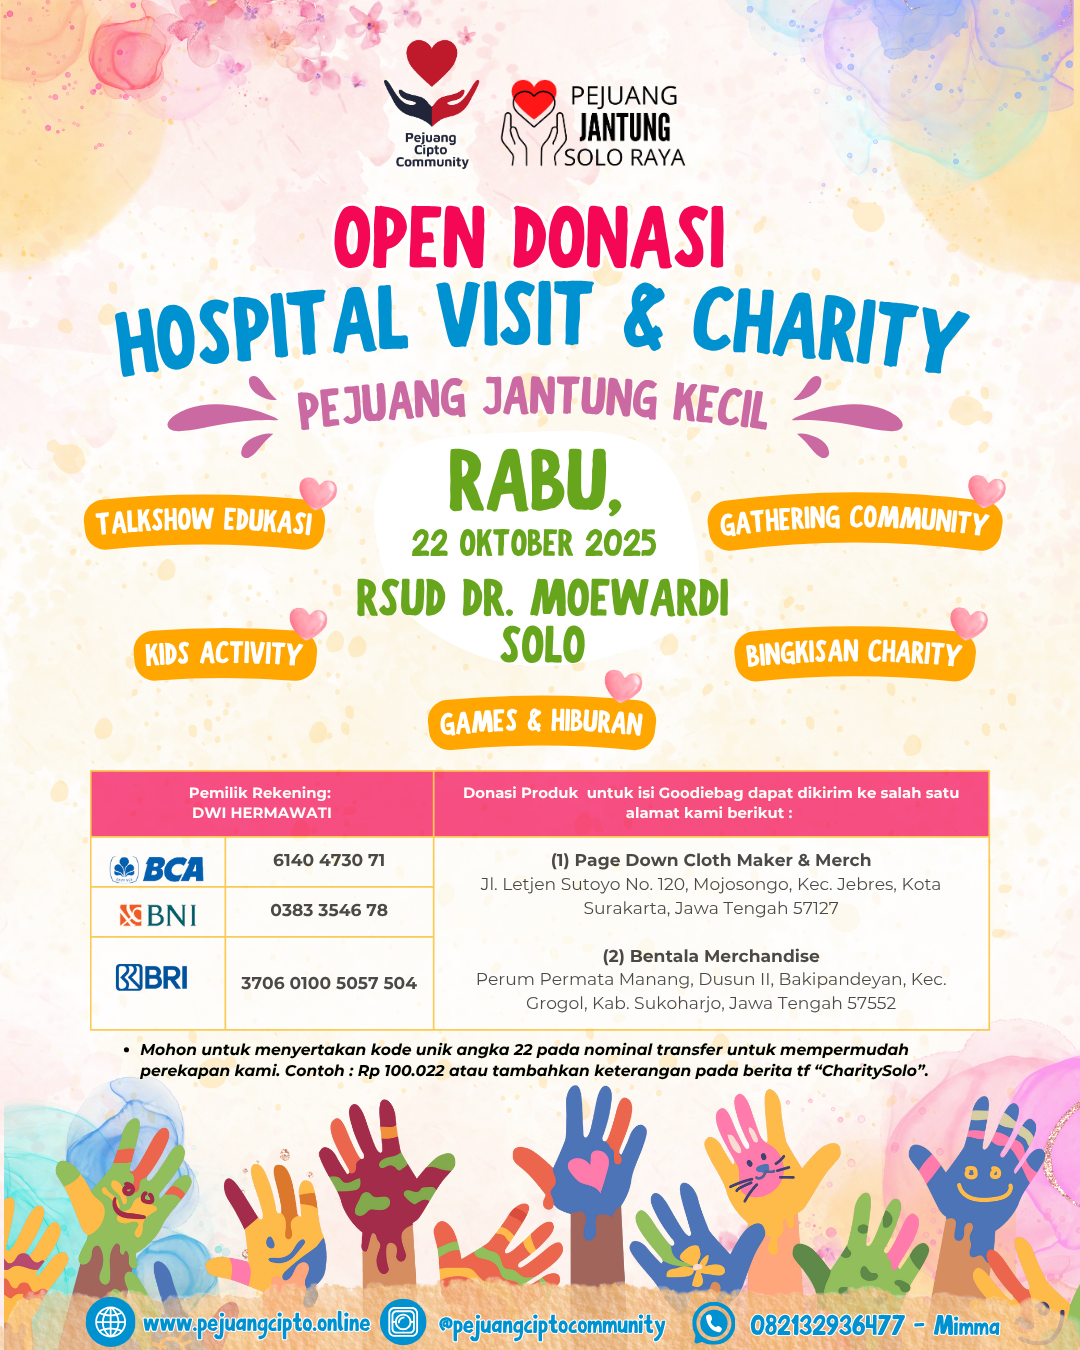 Pejuang
Cipto
Community
PEJUANG
JANTUNG
SOLO RAYA
OPEN DONASI
HOSPITAL VISIT & CHARITY
PEJUANG JANTUNG KECIL
RABU,
22 OKTOBER 2025
RSUD DR. MOEWARDI
SOLO
TALKSHOW EDUKASI
GATHERING COMMUNITY
KIDS ACTIVITY
BINGKISAN CHARITY
GAMES & HIBURAN
Pemilik Rekening:
DWI HERMAWATI
BCA
6140 4730 71
BNI
0383 3546 78
BRI
3706 0100 5057 504
Donasi Produk untuk isi Goodiebag dapat dikirim ke salah satu
alamat kami berikut :
(1) Page Down Cloth Maker & Merch
Jl. Letjen Sutoyo No. 120, Mojosongo, Kec. Jebres, Kota
Surakarta, Jawa Tengah 57127
(2) Bentala Merchandise
Perum Permata Manang, Dusun II, Bakipandeyan, Kec.
Grogol, Kab. Sukoharjo, Jawa Tengah 57552
• Mohon untuk menyertakan kode unik angka 22 pada nominal transfer untuk mempermudah
perekapan kami. Contoh : Rp 100.022 atau tambahkan keterangan pada berita tf “CharitySolo”.
www.pejuangcipto.online
@pejuangciptocommunity
082132936477 - Mimma